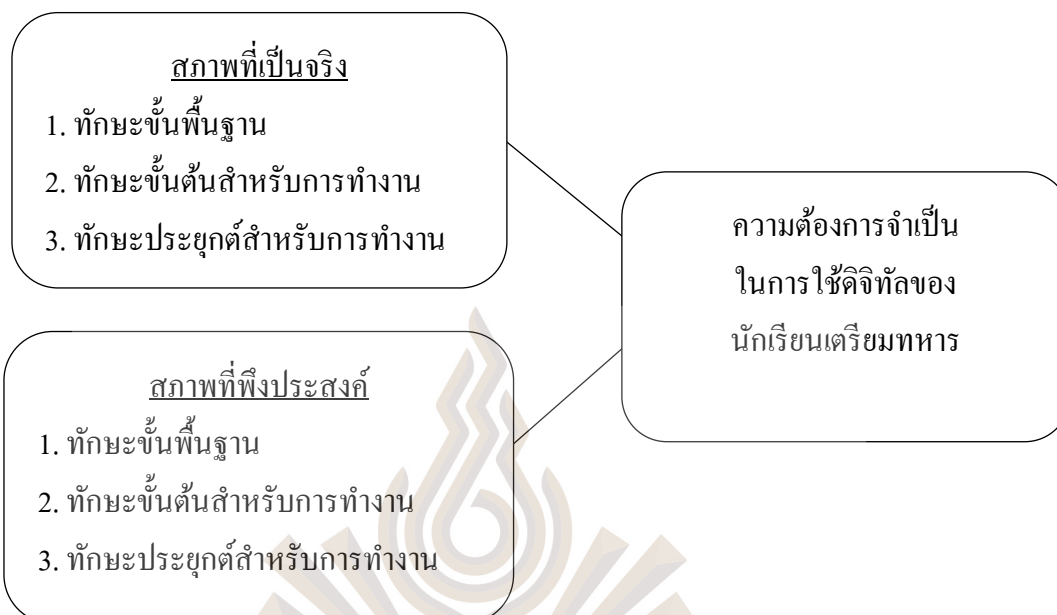 สภาพที่เป็นจริง
1. ทักษะขั้นพื้นฐาน
2. ทักษะขั้นต้นสำหรับการทำงาน
3. ทักษะประยุกต์สำหรับการทำงาน
ความต้องการจำเป็น
ในการใช้ดิจิทัลของ
นักเรียนเตรียมทหาร
สภาพที่พึงประสงค์
1. ทักษะขั้นพื้นฐาน
2. ทักษะขั้นต้นสำหรับการทำงาน
3. ทักษะประยุกต์สำหรับการทำงาน